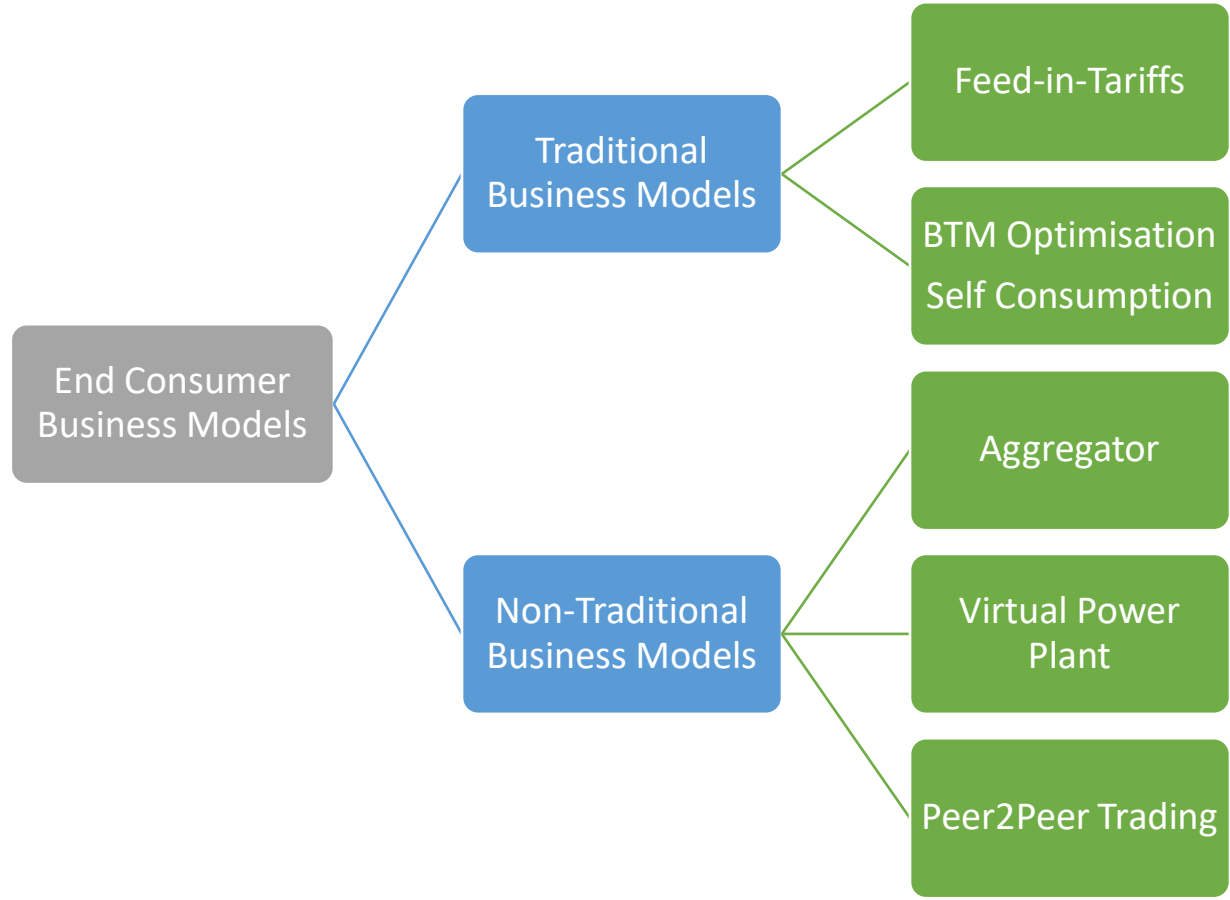 End Consumer
Business Models
Traditional
Business Models
Feed-in-Tariffs
BTM Optimisation
Self Consumption
Non-Traditional
Business Models
Aggregator
Virtual Power
Plant
Peer2Peer Trading